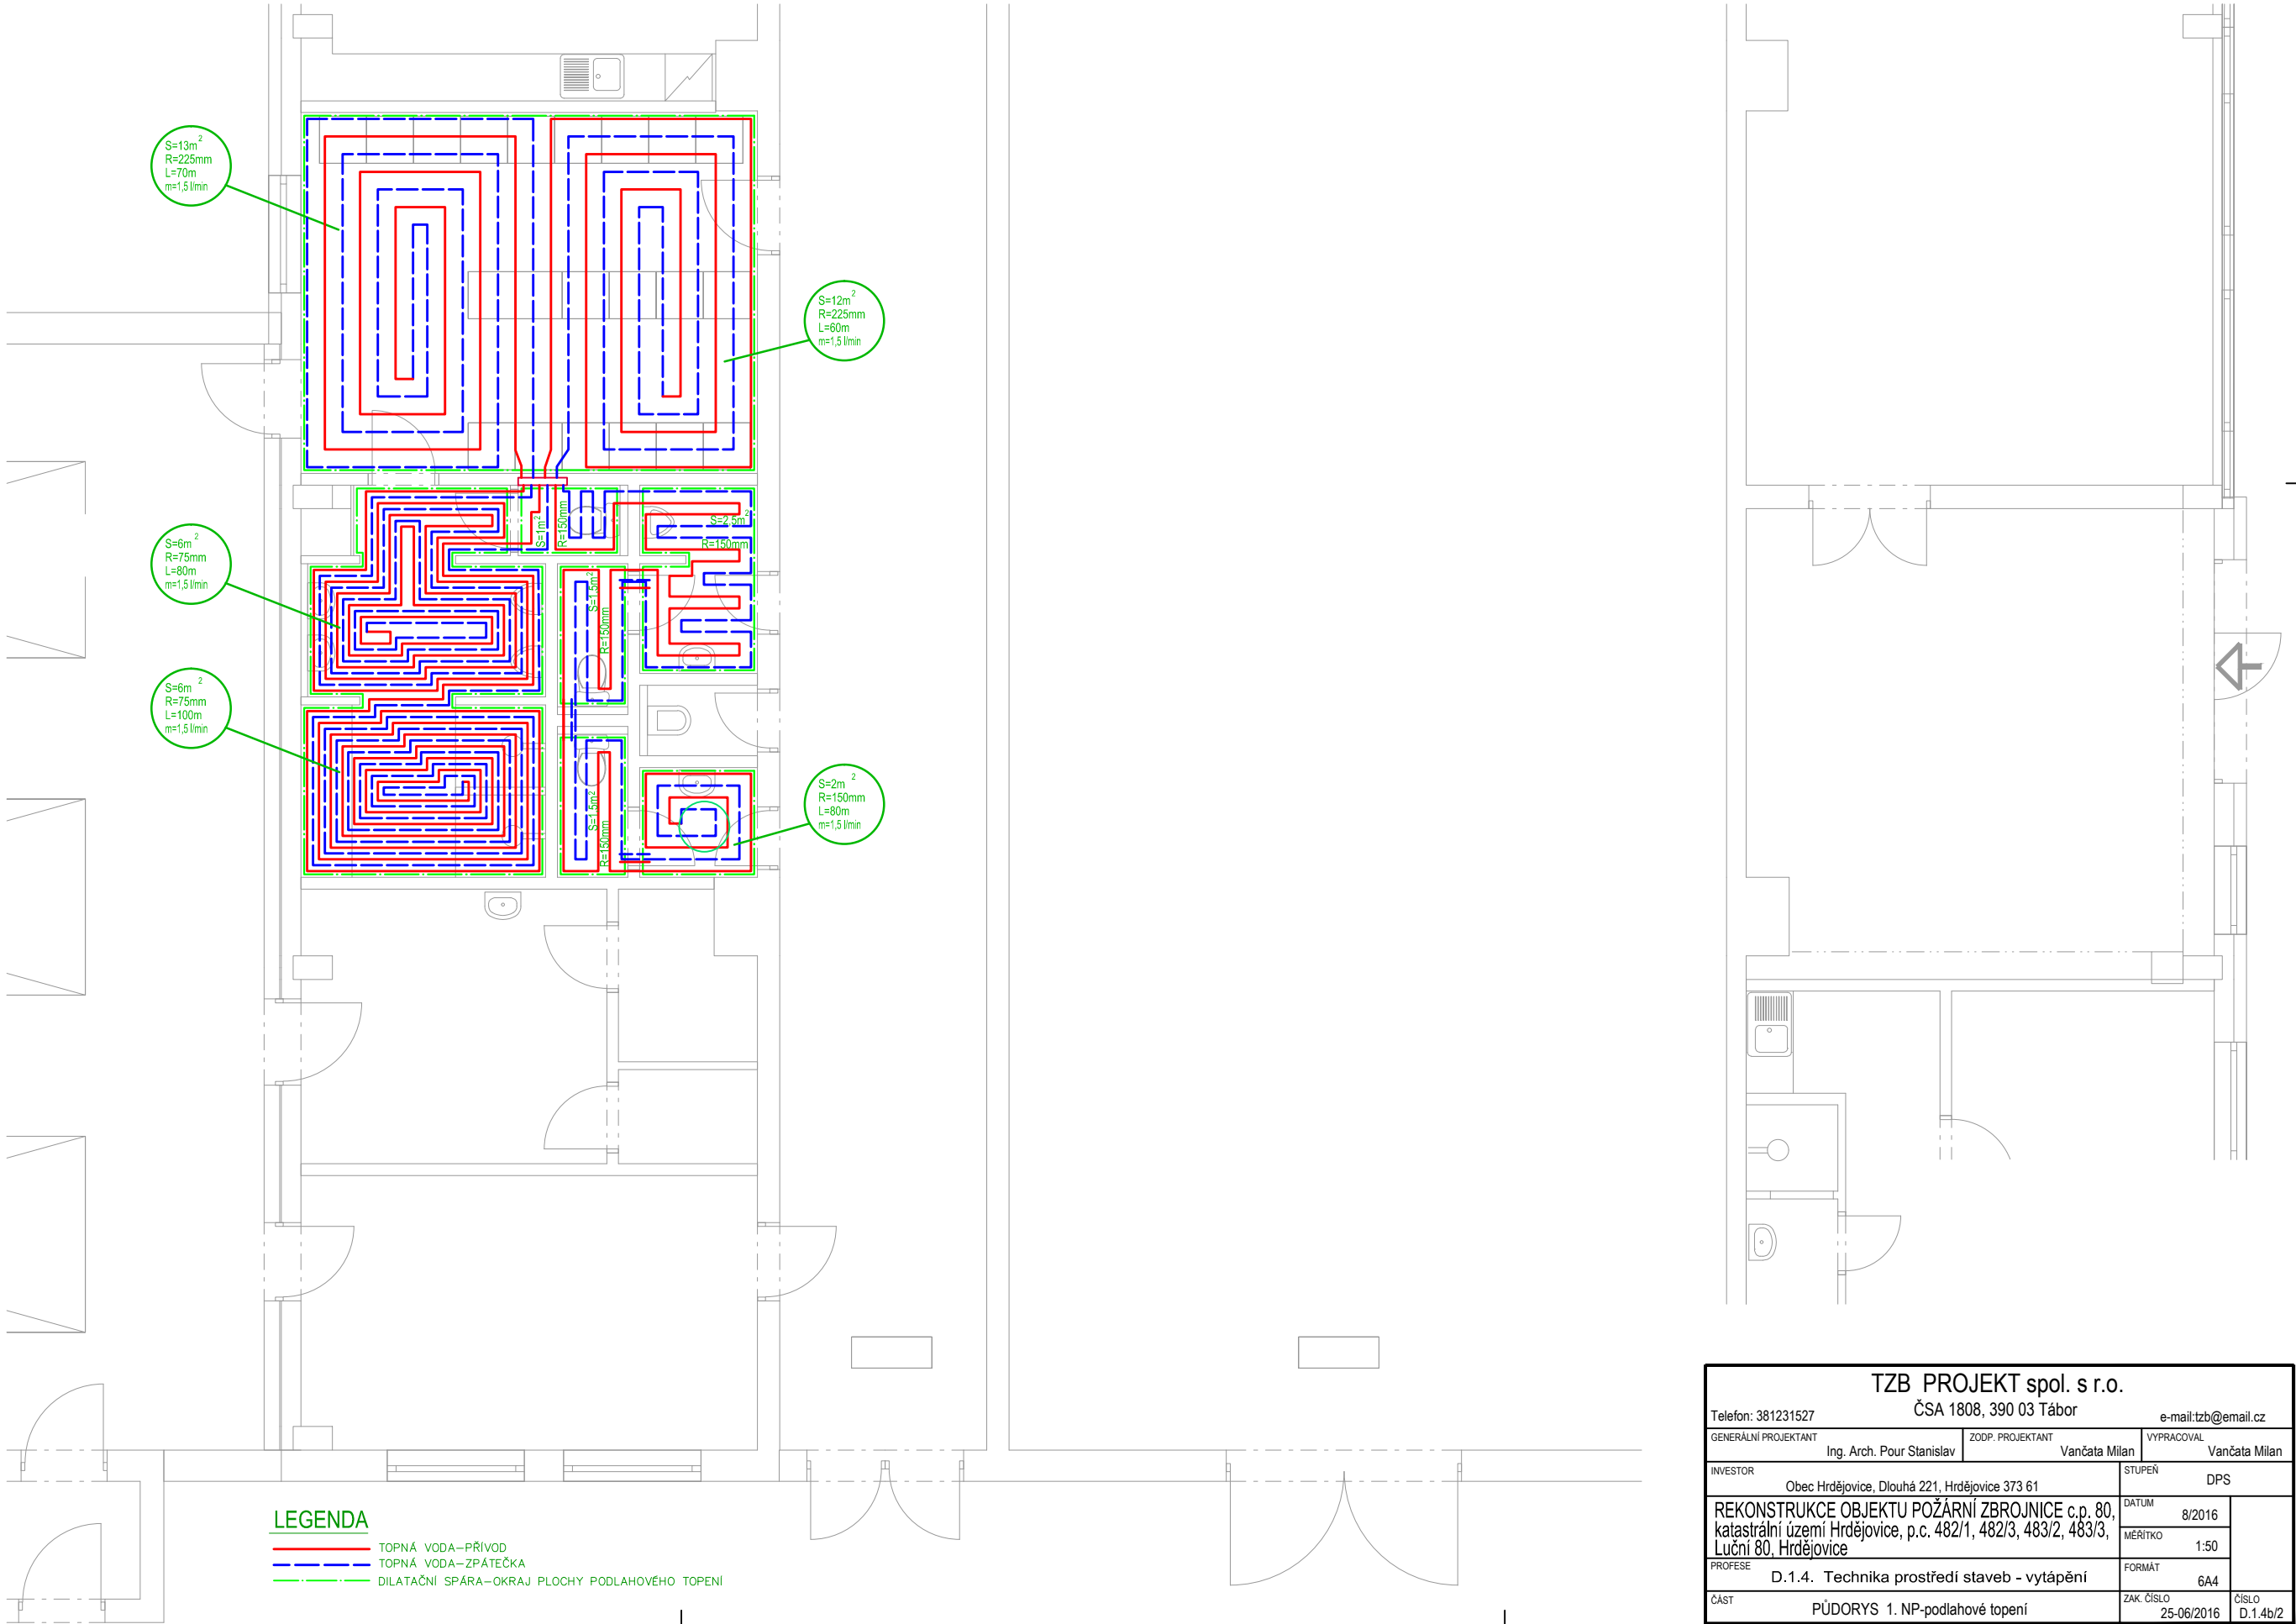 S=13m²
R=225mm
L=70m
m=1,5 l/min
S=12m²
R=225mm
L=60m
m=1,5 l/min
S=6m²
R=75mm
L=80m
m=1,5 l/min
S=1m²
R=150mm
S=2,5m²
R=150mm
S=1,5m²
R=150mm
S=6m²
R=75mm
L=100m
m=1,5 l/min
S=1,5m²
R=150mm
S=2m²
R=150mm
L=80m
m=1,5 l/min
LEGENDA
TOPNÁ VODA-PŘÍVOD
TOPNÁ VODA-ZPÁTEČKA
DILATAČNÍ SPÁRA-OKRAJ PLOCHY PODLAHOVÉHO TOPENÍ
TZB PROJEKT spol. s r.o.
Telefon: 381231527 ČSA 1808, 390 03 Tábor e-mail:tzb@email.cz
GENERÁLNÍ PROJEKTANT ZODP. PROJEKTANT VYPRACOVAL
Ing. Arch. Pour Stanislav Vančata Milan Vančata Milan
INVESTOR STUPEŇ
Obec Hrdějovice, Dlouhá 221, Hrdějovice 373 61 DPS
REKONSTRUKCE OBJEKTU POŽÁRNÍ ZBROJNICE c.p. 80,
katastrální území Hrdějovice, p.c. 482/1, 482/3, 483/2, 483/3,
Luční 80, Hrdějovice
DATUM
8/2016
MĚŘÍTKO
1:50
PROFESE FORMÁT
D.1.4. Technika prostředí staveb - vytápění 6A4
ČÁST ZAK. ČÍSLO ČÍSLO
PŮDORYS 1. NP-podlahové topení 25-06/2016 D.1.4b/2